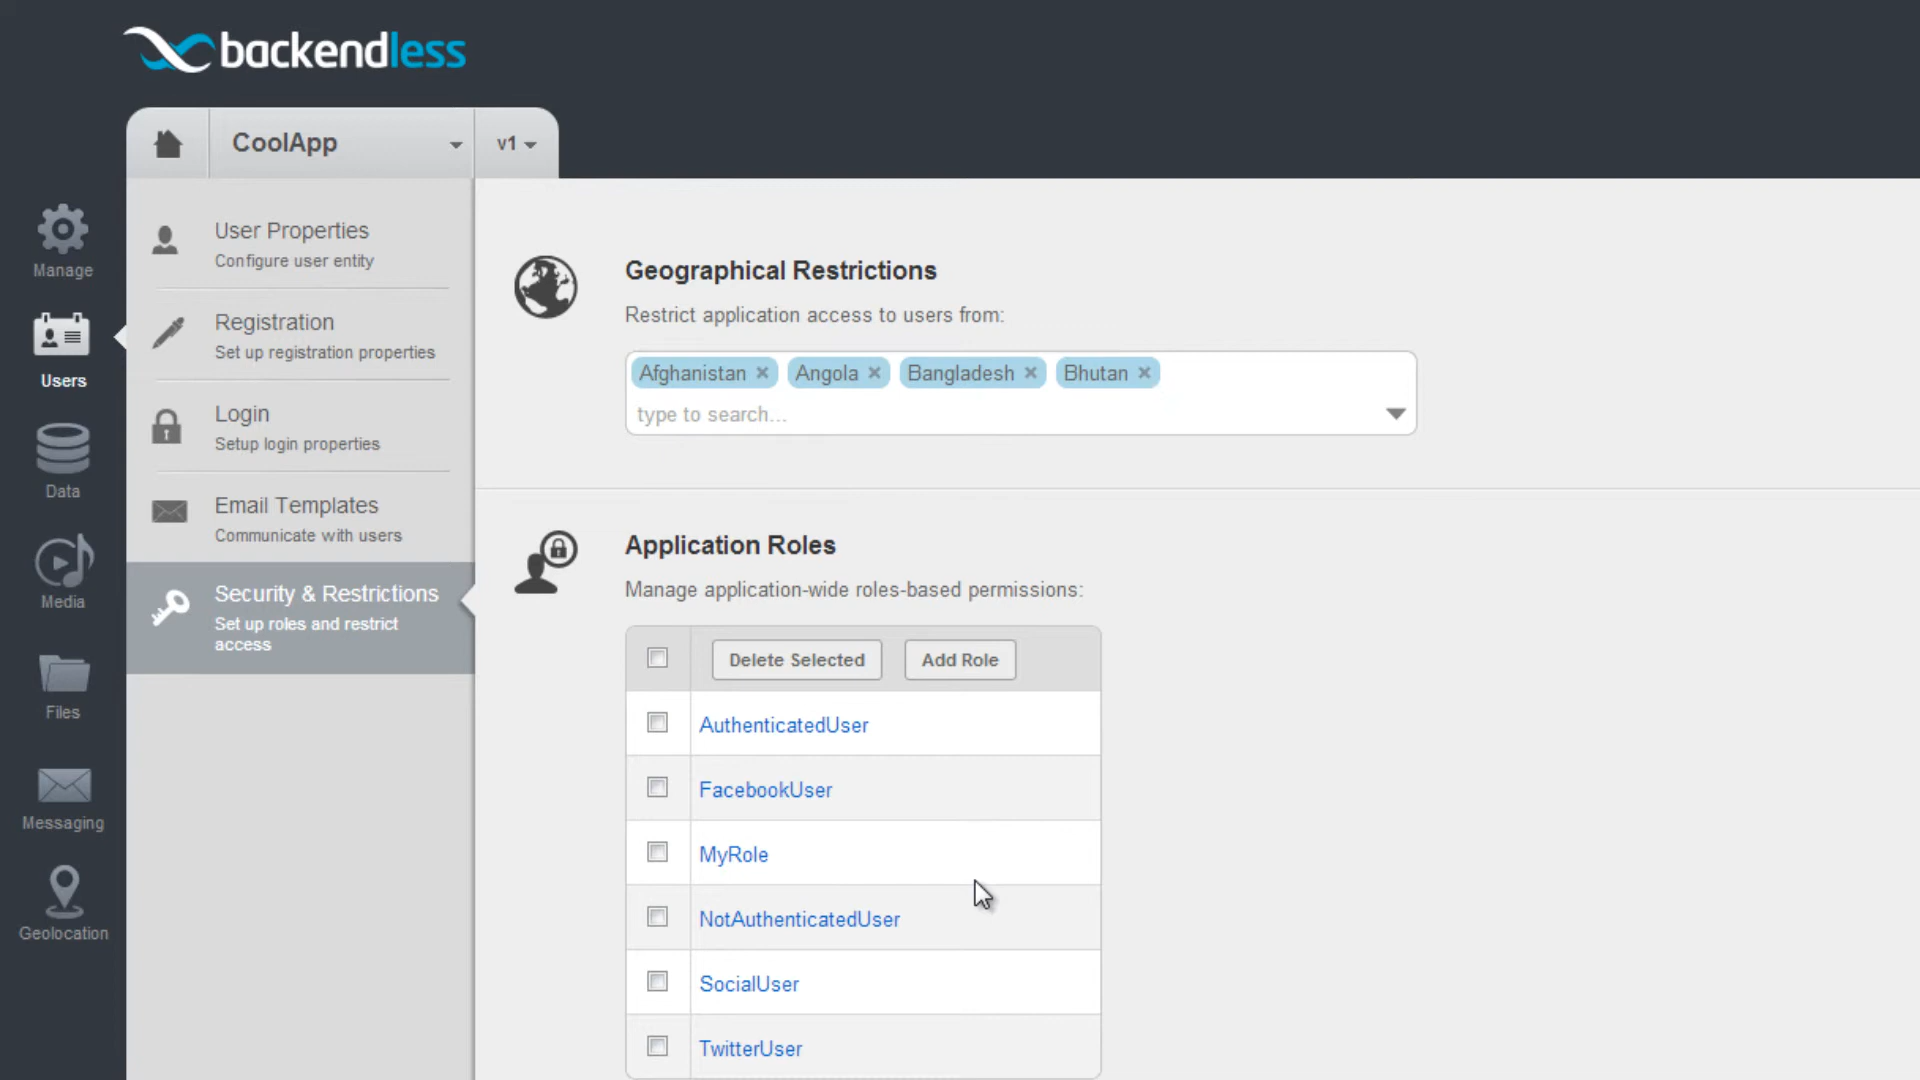 backendless
CoolApp
v1
Manage
Users
Data
Media
Files
Messaging
Geolocation
User Properties
Configure user entity
Registration
Set up registration properties
Login
Setup login properties
Email Templates
Communicate with users
Security & Restrictions
Set up roles and restrict
access
Geographical Restrictions
Restrict application access to users from:
Afghanistan × Angola × Bangladesh × Bhutan ×
type to search...
Application Roles
Manage application-wide roles-based permissions:
Delete Selected Add Role
AuthenticatedUser
FacebookUser
MyRole
NotAuthenticatedUser
SocialUser
TwitterUser